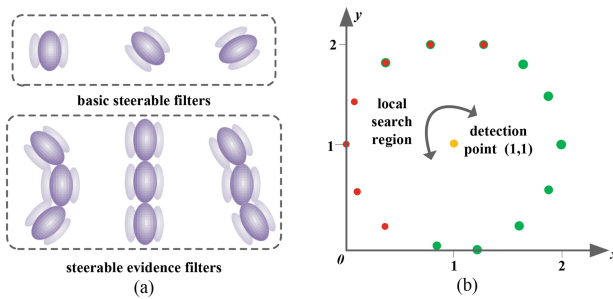 basic steerable filters
steerable evidence filters
(a)
y
2
local
search
region
detection
point (1,1)
1
0
1
2
x
(b)